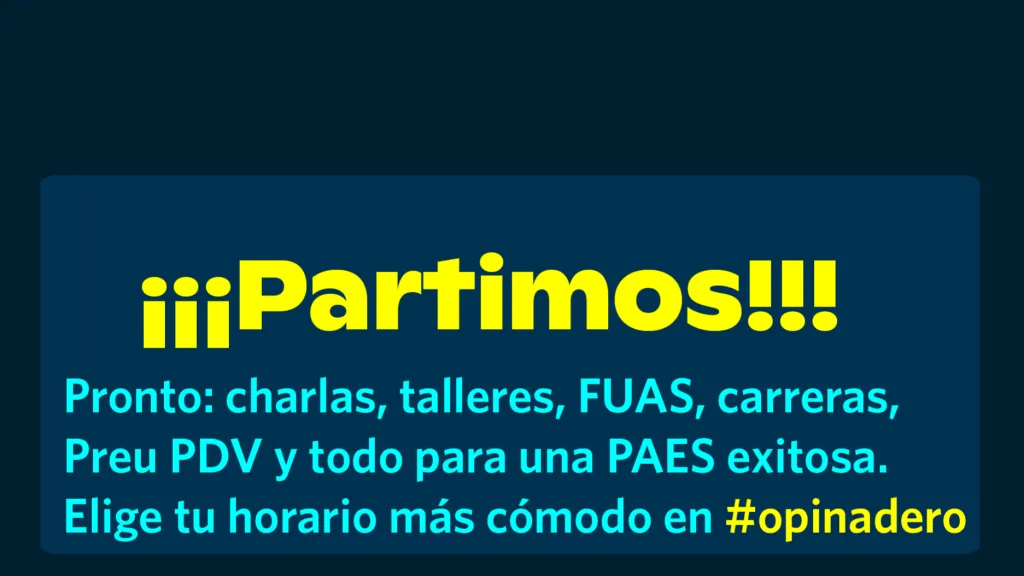 ¡¡¡Partimos!!!
Pronto: charlas, talleres, FUAS, carreras,
Preu PDV y todo para una PAES exitosa.
Elige tu horario más cómodo en #opinadero